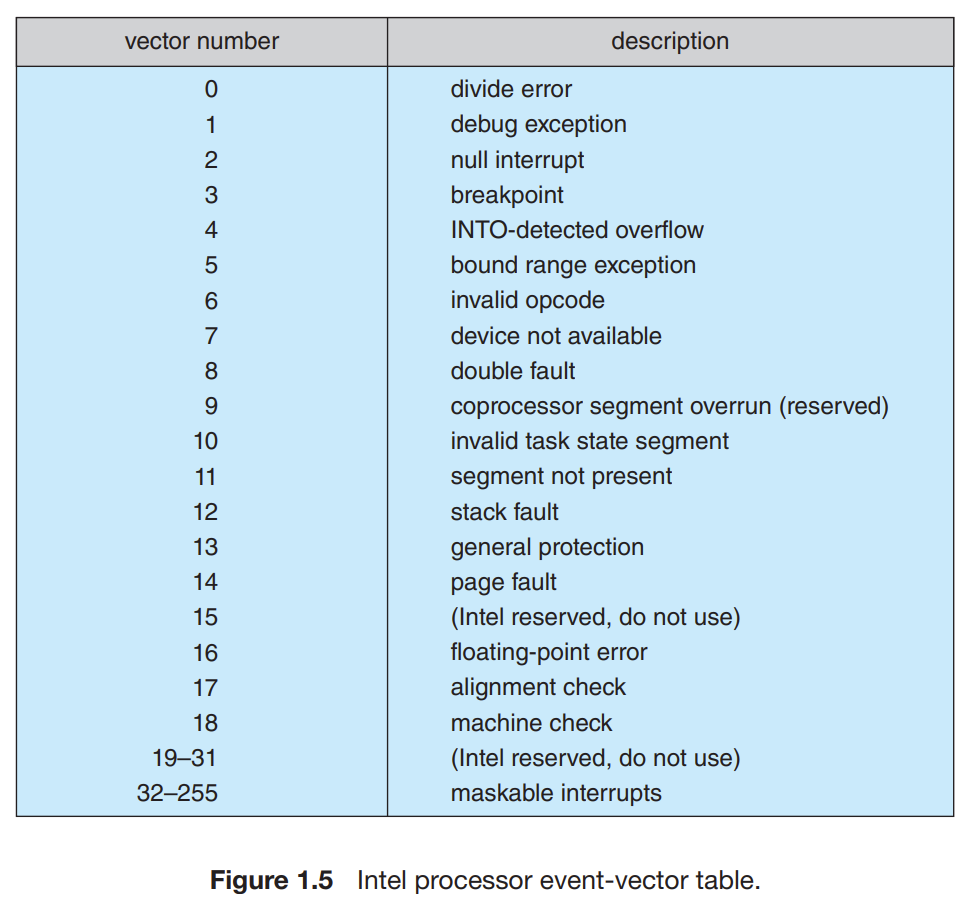 vector number description
0 divide error
1 debug exception
2 null interrupt
3 breakpoint
4 INTO-detected overflow
5 bound range exception
6 invalid opcode
7 device not available
8 double fault
9 coprocessor segment overrun (reserved)
10 invalid task state segment
11 segment not present
12 stack fault
13 general protection
14 page fault
15 (Intel reserved, do not use)
16 floating-point error
17 alignment check
18 machine check
19–31 (Intel reserved, do not use)
32–255 maskable interrupts
Figure 1.5 Intel processor event-vector table.